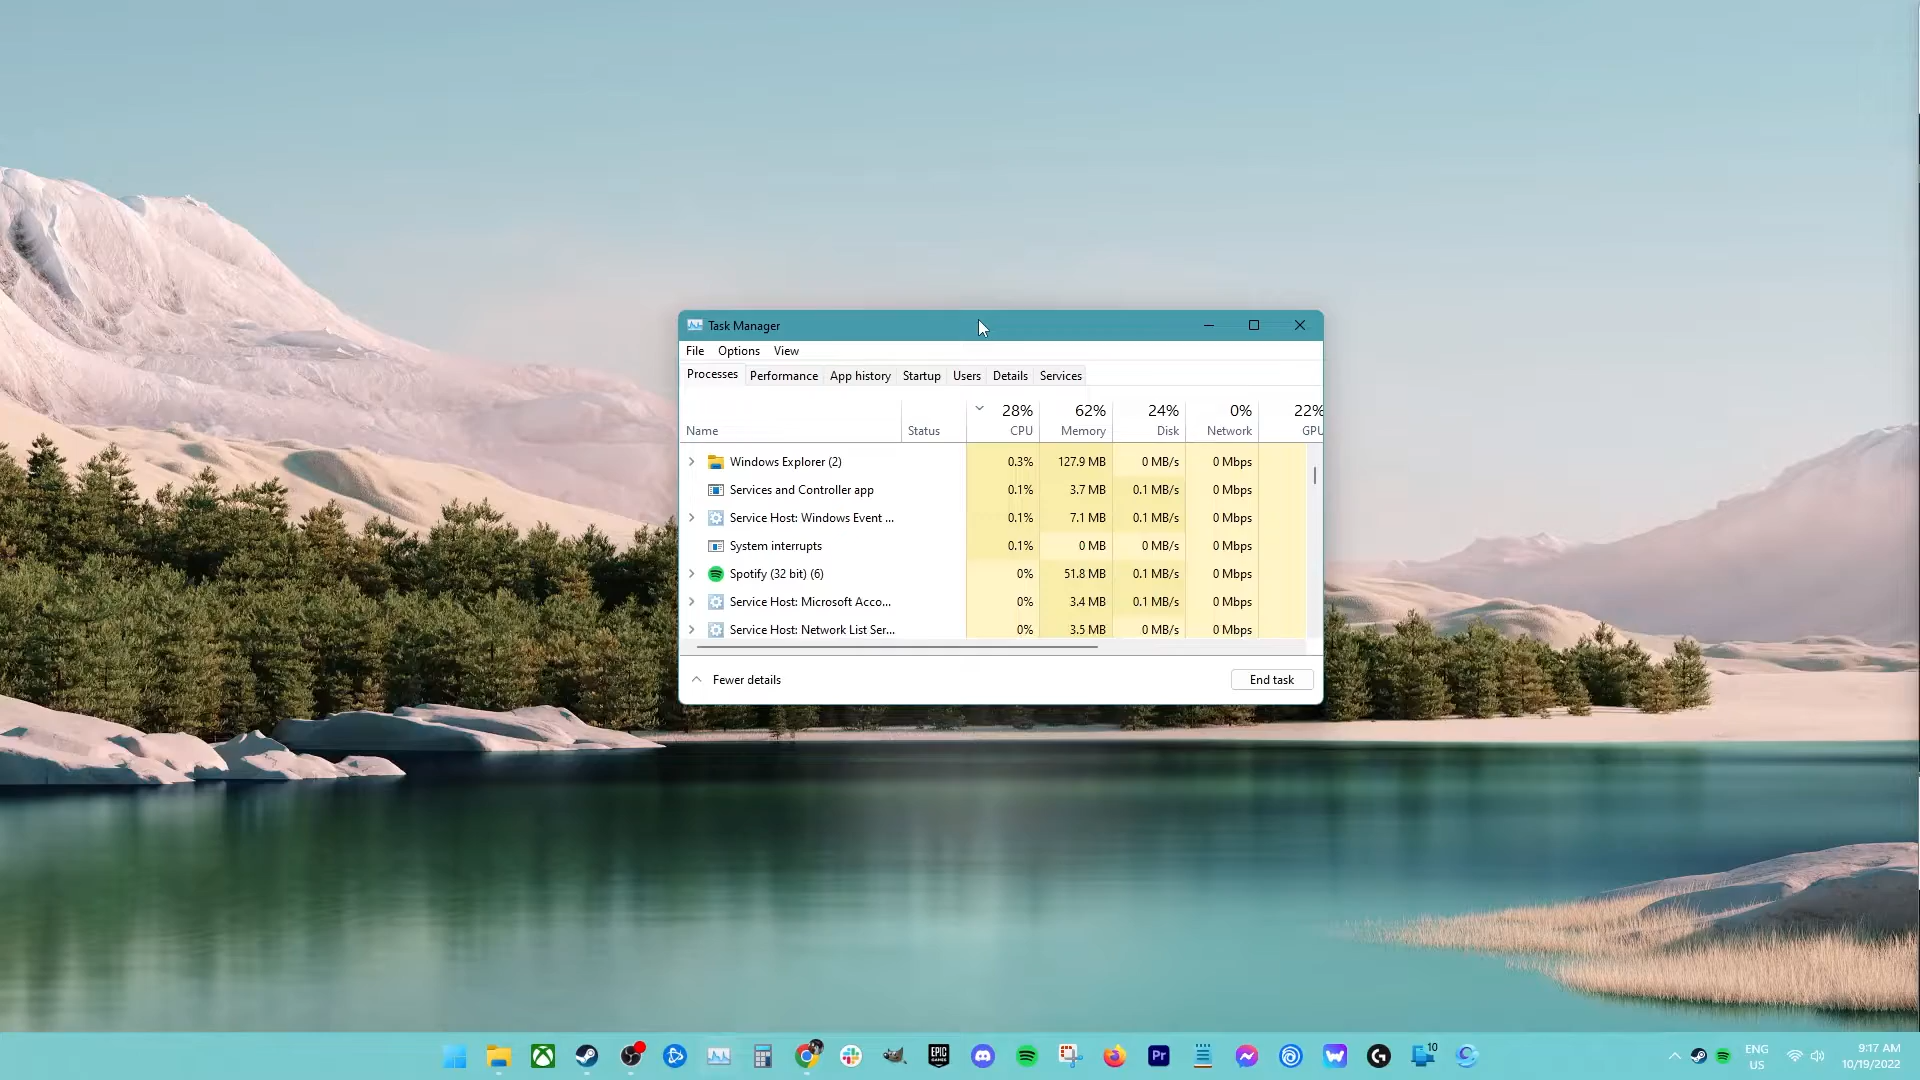 Task Manager
File Options View
Processes Performance App history Startup Users Details Services
28% 62% 24% 0% 22%
Name Status CPU Memory Disk Network GPU
Windows Explorer (2) 0.3% 127.9 MB 0 MB/s 0 Mbps
Services and Controller app 0.1% 3.7 MB 0.1 MB/s 0 Mbps
Service Host: Windows Event ... 0.1% 7.1 MB 0.1 MB/s 0 Mbps
System interrupts 0.1% 0 MB 0 MB/s 0 Mbps
Spotify (32 bit) (6) 0% 51.8 MB 0.1 MB/s 0 Mbps
Service Host: Microsoft Acco... 0% 3.4 MB 0.1 MB/s 0 Mbps
Service Host: Network List Ser... 0% 3.5 MB 0 MB/s 0 Mbps
Fewer details End task
EPIC GAMES
Pr
10
ENG
US
9:17 AM
10/19/2022